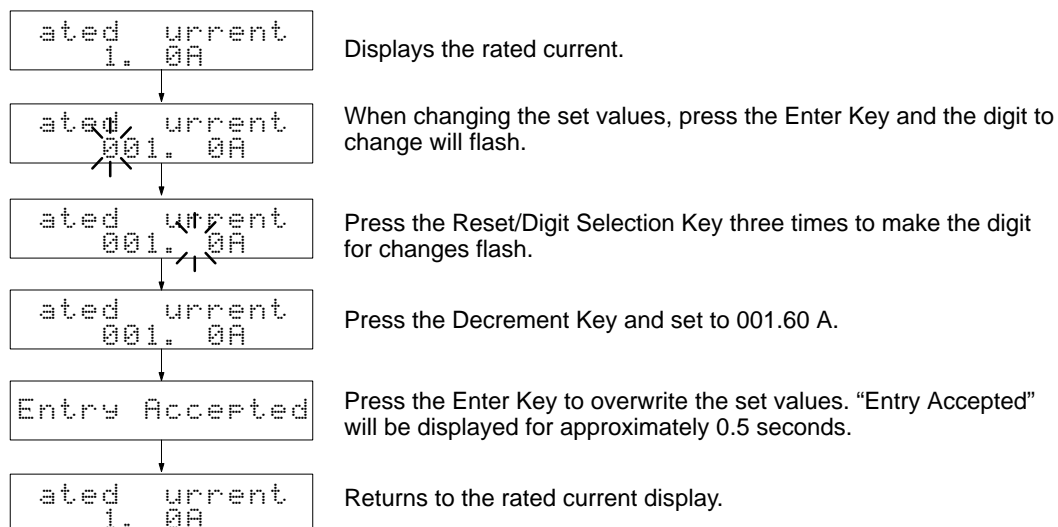 ated urrent
1. 0A
Displays the rated current.
ated urrent
001. 0A
When changing the set values, press the Enter Key and the digit to
change will flash.
ated urrent
001. 0A
Press the Reset/Digit Selection Key three times to make the digit
for changes flash.
ated urrent
001. 0A
Press the Decrement Key and set to 001.60 A.
Entry Accepted
Press the Enter Key to overwrite the set values. “Entry Accepted”
will be displayed for approximately 0.5 seconds.
ated urrent
1. 0A
Returns to the rated current display.